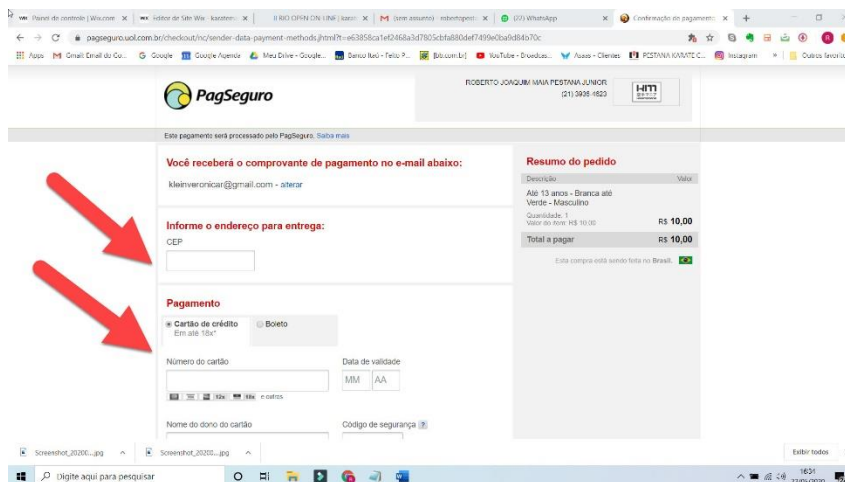 Painel de controle | Wix.com
Editor de Site Wix - karaterio
II RIO OPEN ON LINE | karate
(sem assunto) - robertopest
(22) WhatsApp
Confirmação de pagamento
pagseguro.uol.com.br/checkout/nc/sender-data-payment-methods.jhtml?t=e63858ca1ef2468a3d7805cbfa880def7499e0ba9d84b70c
Apps
Gmail: Email do Go...
Google
Google Agenda
Meu Drive - Google...
Banco Itaú - Feito P...
[bb.com.br]
YouTube - Broadcas...
Asaas - Clientes
PESTANA KARATE C...
Instagram
»
Outros favoritos
PagSeguro
ROBERTO JOAQUIM MAIA PESTANA JUNIOR
(21) 3936-4623
Este pagamento será processado pelo PagSeguro. Saiba mais
Você receberá o comprovante de pagamento no e-mail abaixo:
kleinveronicar@gmail.com - alterar
Informe o endereço para entrega:
CEP
Pagamento
Cartão de crédito
Em até 18x*
Boleto
Número do cartão
Data de validade
MM
AA
12x
18x
e outras
Nome do dono do cartão
Código de segurança ?
Resumo do pedido
Descrição
Valor
Até 13 anos - Branca até
Verde - Masculino
Quantidade: 1
Valor do item: R$ 10,00
R$ 10,00
Total a pagar
R$ 10,00
Esta compra está sendo feita no Brasil.
Screenshot_20200....jpg
Screenshot_20200....jpg
Exibir todos
Digite aqui para pesquisar
16:31